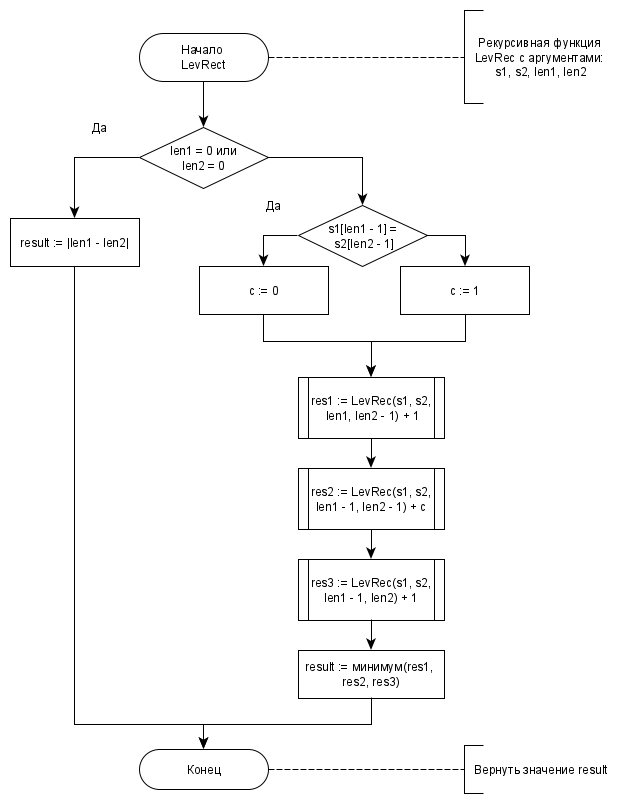 Начало
LevRect
Рекурсивная функция
LevRec с аргументами:
s1, s2, len1, len2
Да
len1 = 0 или
len2 = 0
Да
s1[len1 - 1] =
s2[len2 - 1]
result := |len1 - len2|
c := 0
c := 1
res1 := LevRec(s1, s2,
len1, len2 - 1) + 1
res2 := LevRec(s1, s2,
len1 - 1, len2 - 1) + c
res3 := LevRec(s1, s2,
len1 - 1, len2) + 1
result := минимум(res1,
res2, res3)
Конец
Вернуть значение result